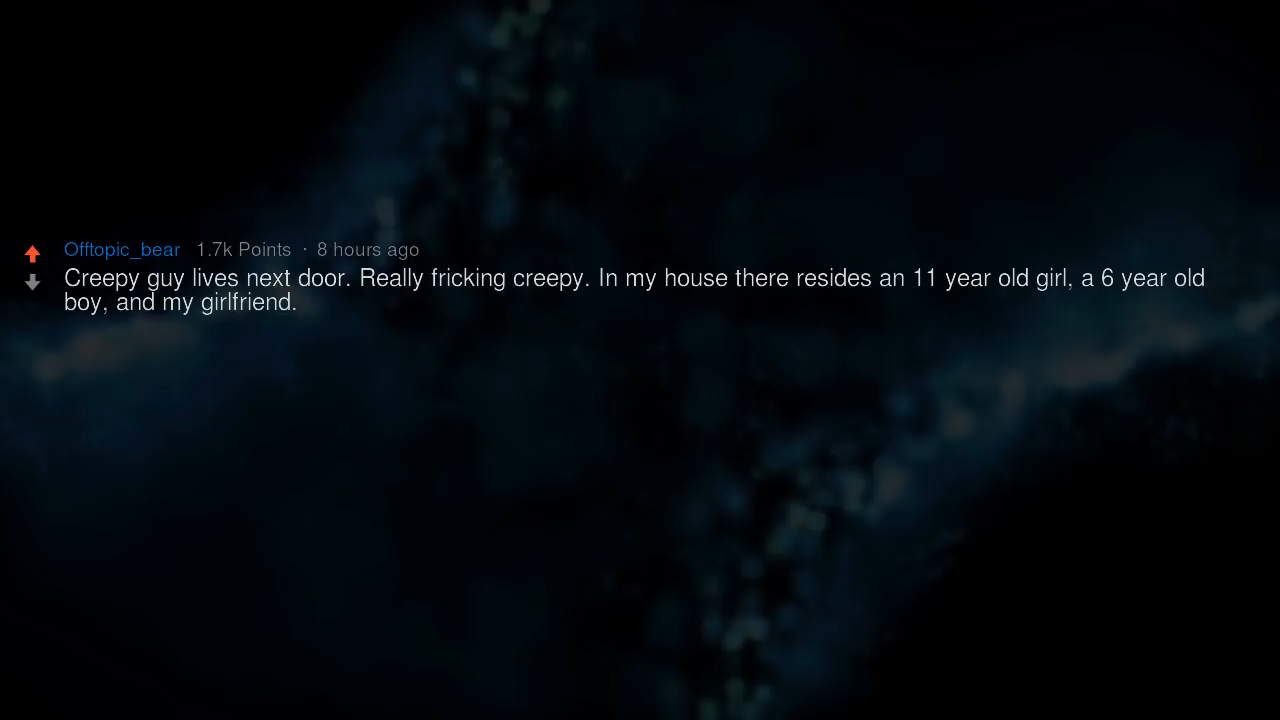 Offtopic_bear 1.7k Points · 8 hours ago
Creepy guy lives next door. Really fricking creepy. In my house there resides an 11 year old girl, a 6 year old
boy, and my girlfriend.